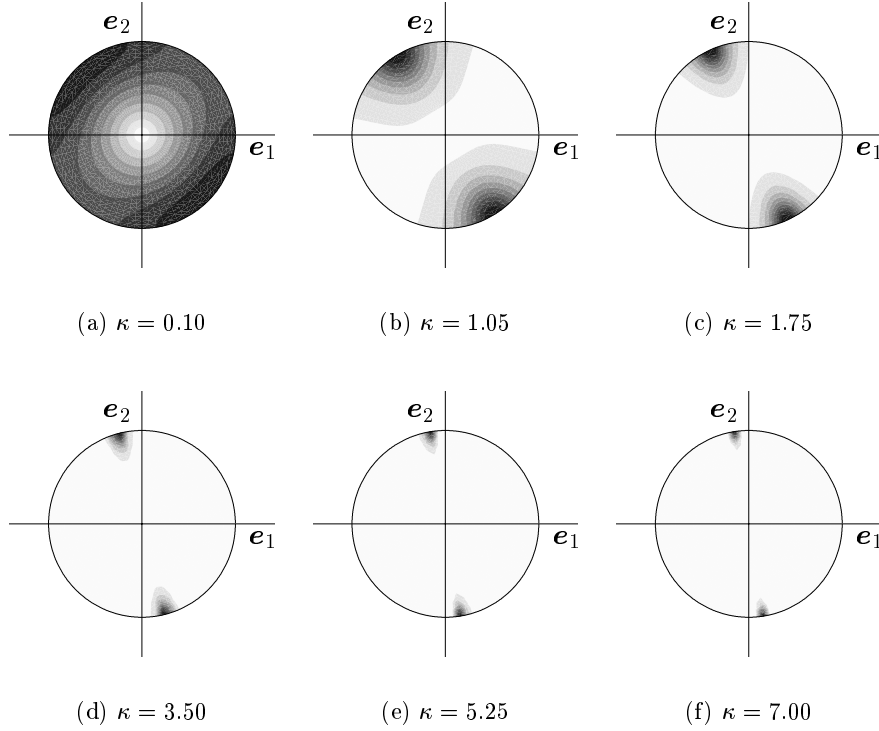 e2 e2 e2
e1 e1 e1
(a) κ = 0.10 (b) κ = 1.05 (c) κ = 1.75
e2 e2 e2
e1 e1 e1
(d) κ = 3.50 (e) κ = 5.25 (f) κ = 7.00